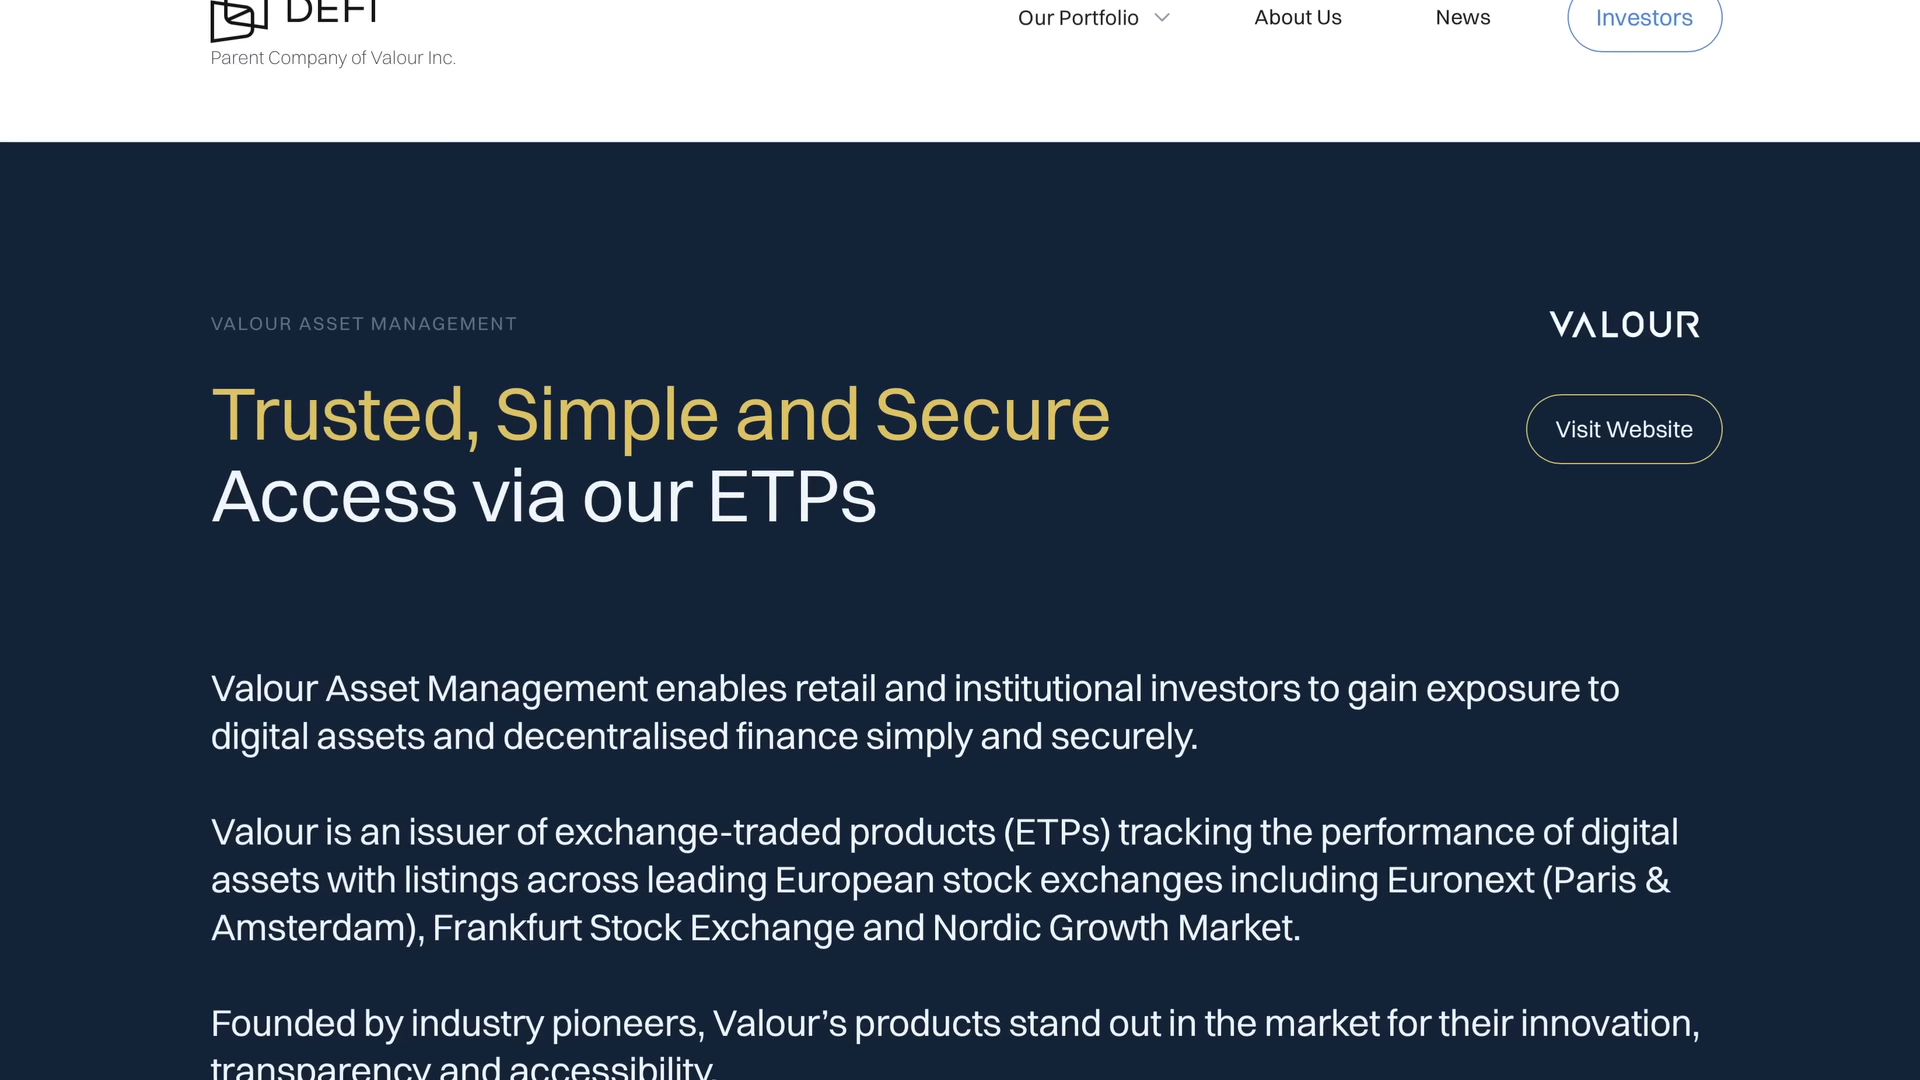 DEFI
Parent Company of Valour Inc.
Our Portfolio
About Us
News
Investors
VALOUR ASSET MANAGEMENT
VALOUR
Trusted, Simple and Secure
Access via our ETPs
Visit Website
Valour Asset Management enables retail and institutional investors to gain exposure to
digital assets and decentralised finance simply and securely.
Valour is an issuer of exchange-traded products (ETPs) tracking the performance of digital
assets with listings across leading European stock exchanges including Euronext (Paris &
Amsterdam), Frankfurt Stock Exchange and Nordic Growth Market.
Founded by industry pioneers, Valour’s products stand out in the market for their innovation,
transparency and accessibility.